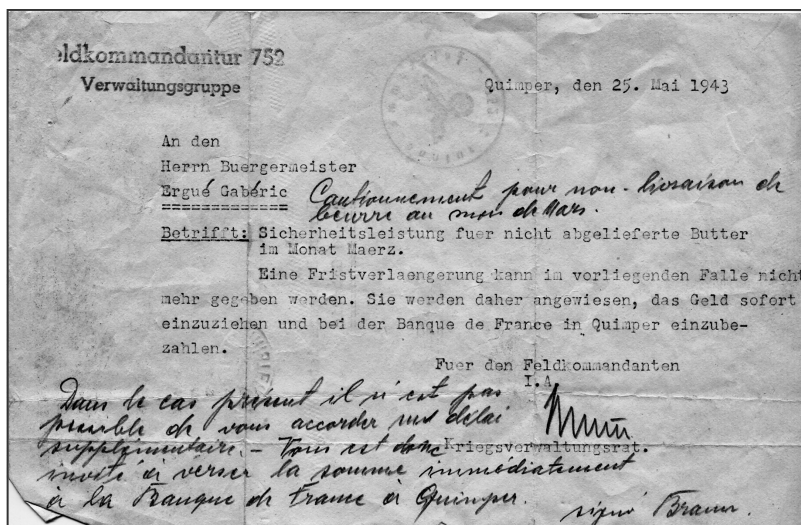 eldkommandantur 752
Verwaltungsgruppe
Quimper, den 25. Mai 1943
An den
Herrn Buergermeister
Ergué Gabéric
Cautionnement pour non-livraison de
beurre au mois de Mars.
Betrifft: Sicherheitsleistung fuer nicht abgelieferte Butter
im Monat Maerz.
Eine Fristverlaengerung kann im vorliegenden Falle nicht
mehr gegeben werden. Sie werden daher angewiesen, das Geld sofort
einzuziehen und bei der Banque de France in Quimper einzube-
zahlen.
Fuer den Feldkommandanten
I.A.
Kriegsverwaltungsrat.
Dans le cas présent il n'est pas
possible de vous accorder un délai
supplémentaire. - Vous est donc
invité à verser la somme immédiatement
à la Banque de France à Quimper.
signé Braun.